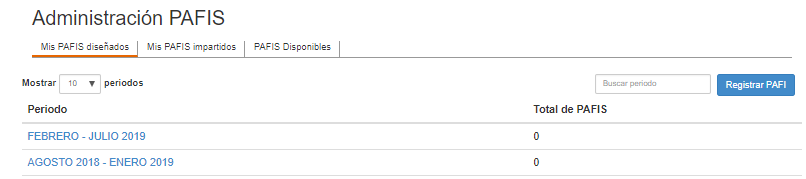 Administración PAFIS
Mis PAFIS diseñados Mis PAFIS impartidos PAFIS Disponibles
Mostrar 10 periodos Buscar periodo Registrar PAFI
Periodo Total de PAFIS
FEBRERO - JULIO 2019 0
AGOSTO 2018 - ENERO 2019 0